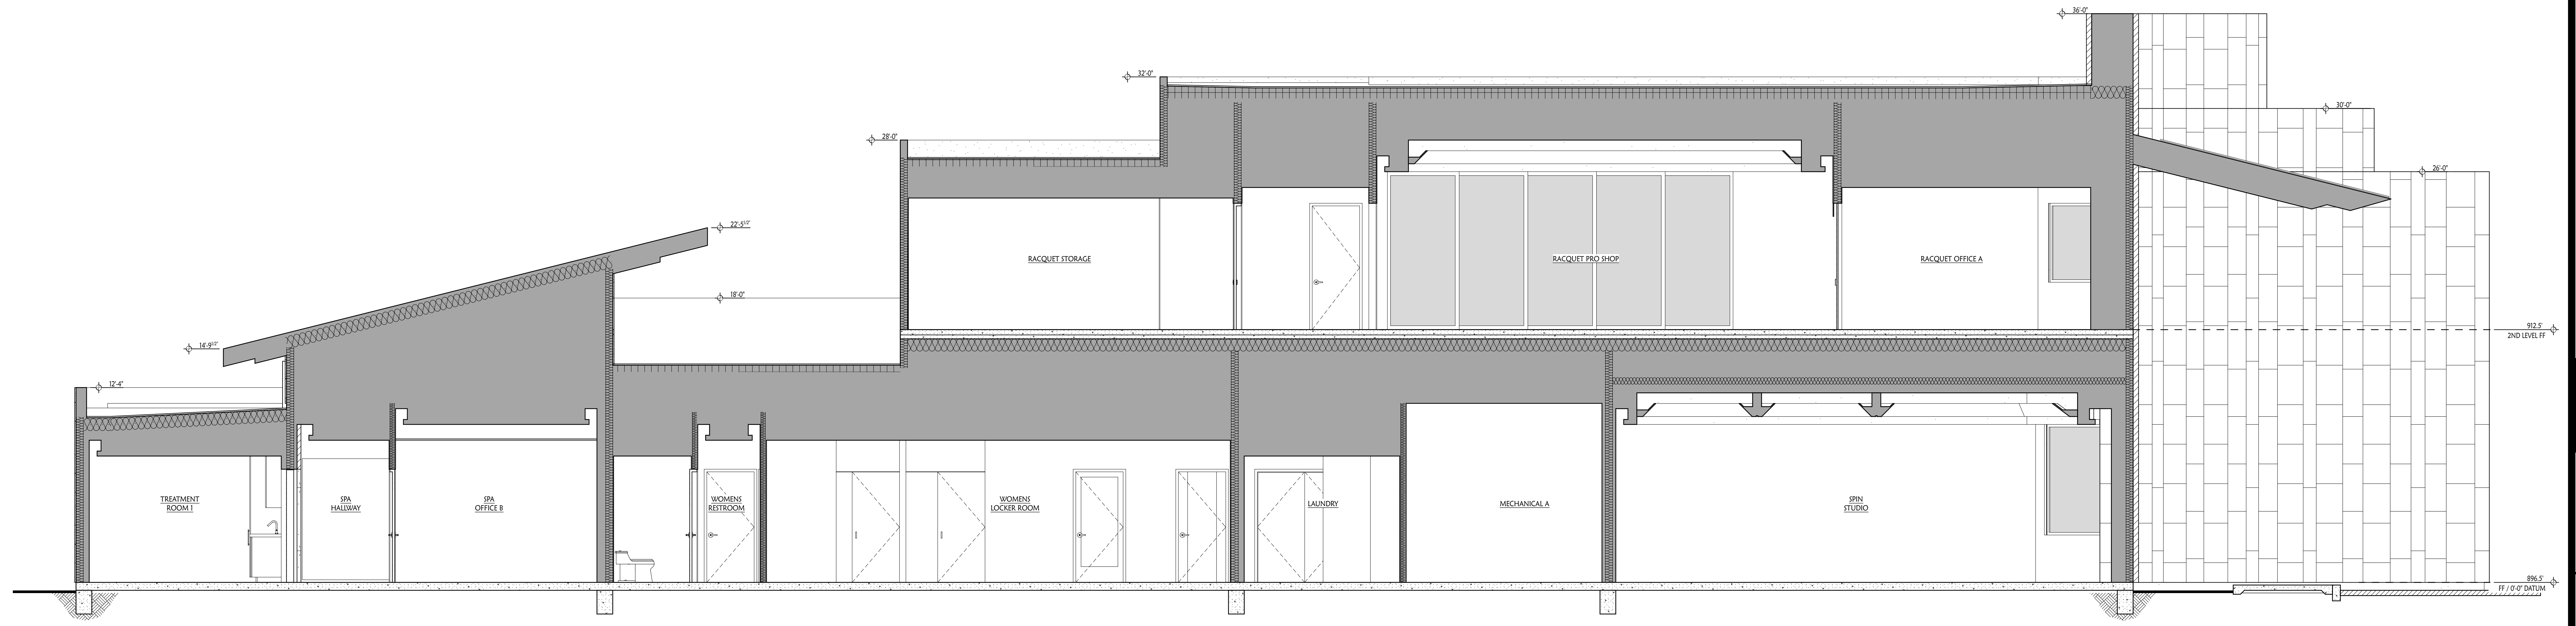 36'-0"
32'-0"
30'-0"
28'-0"
26'-0"
22'-5 1/2"
RACQUET STORAGE
RACQUET PRO SHOP
RACQUET OFFICE A
18'-0"
912.5'
2ND LEVEL FF
14'-9 1/2"
12'-4"
TREATMENT
ROOM 1
SPA
HALLWAY
SPA
OFFICE B
WOMENS
RESTROOM
WOMENS
LOCKER ROOM
LAUNDRY
MECHANICAL A
SPIN
STUDIO
896.5'
FF / 0'-0" DATUM